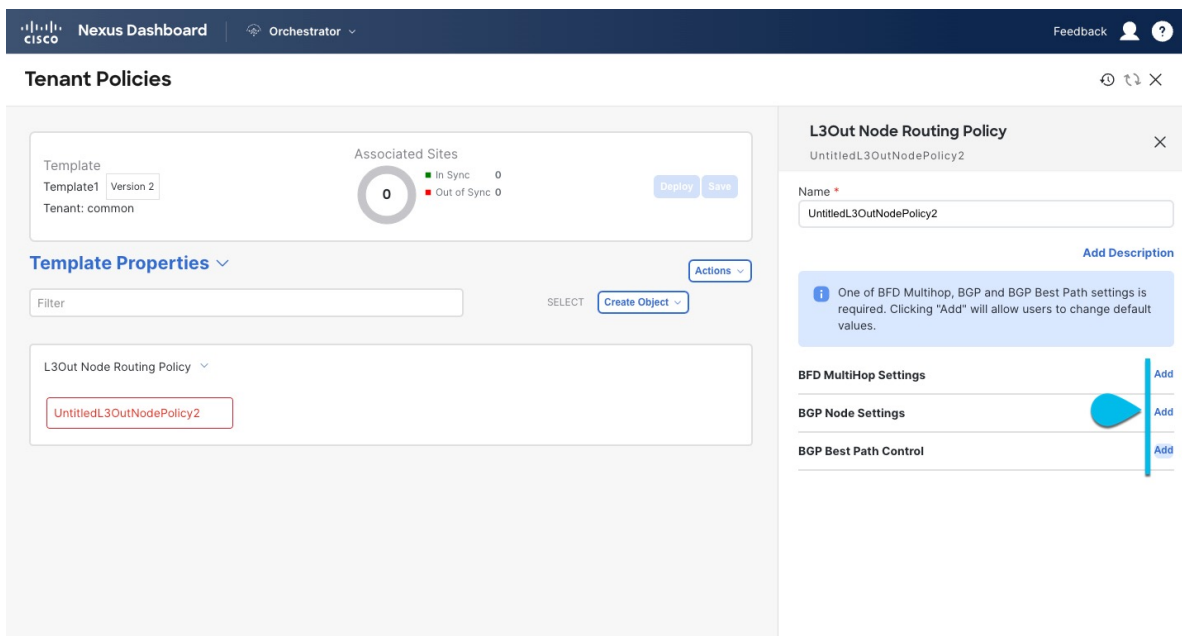 CISCO Nexus Dashboard Orchestrator Feedback ?
Tenant Policies
Template
Template1 Version 2
Tenant: common
Associated Sites
0
In Sync 0
Out of Sync 0
Deploy Save
Template Properties
Actions
Filter
SELECT Create Object
L3Out Node Routing Policy
UntitledL3OutNodePolicy2
L3Out Node Routing Policy
UntitledL3OutNodePolicy2
Name *
UntitledL3OutNodePolicy2
Add Description
i One of BFD Multihop, BGP and BGP Best Path settings is
required. Clicking "Add" will allow users to change default
values.
BFD MultiHop Settings Add
BGP Node Settings Add
BGP Best Path Control Add